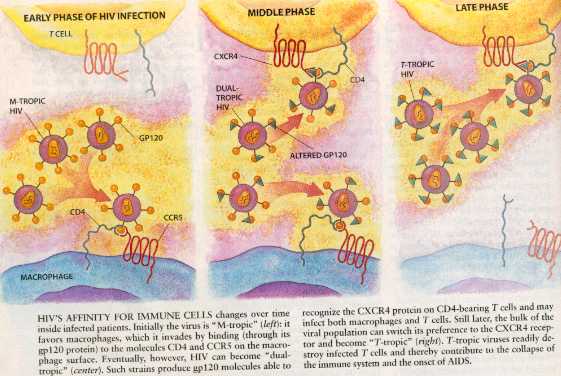 EARLY PHASE OF HIV INFECTION
T CELL
M-TROPIC
HIV
GP120
CD4
CCR5
MACROPHAGE
MIDDLE PHASE
CXCR4
CD4
DUAL-
TROPIC
HIV
ALTERED GP120
LATE PHASE
T-TROPIC
HIV
HIV'S AFFINITY FOR IMMUNE CELLS changes over time
inside infected patients. Initially the virus is "M-tropic" (left): it
favors macrophages, which it invades by binding (through its
gp120 protein) to the molecules CD4 and CCR5 on the macro-
phage surface. Eventually, however, HIV can become "dual-
tropic" (center). Such strains produce gp120 molecules able to
recognize the CXCR4 protein on CD4-bearing T cells and may
infect both macrophages and T cells. Still later, the bulk of the
viral population can switch its preference to the CXCR4 recep-
tor and become "T-tropic" (right). T-tropic viruses readily de-
stroy infected T cells and thereby contribute to the collapse of
the immune system and the onset of AIDS.